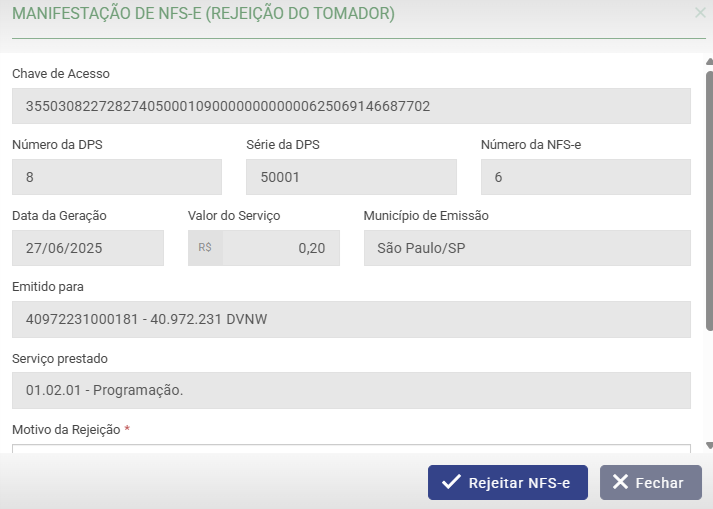 MANIFESTAÇÃO DE NFS-E (REJEIÇÃO DO TOMADOR)
Chave de Acesso
35503082272827405000109000000000000625069146687702
Número da DPS Série da DPS Número da NFS-e
8 50001 6
Data da Geração Valor do Serviço Município de Emissão
27/06/2025 R$ 0,20 São Paulo/SP
Emitido para
40972231000181 - 40.972.231 DVNW
Serviço prestado
01.02.01 - Programação.
Motivo da Rejeição *
Rejeitar NFS-e Fechar